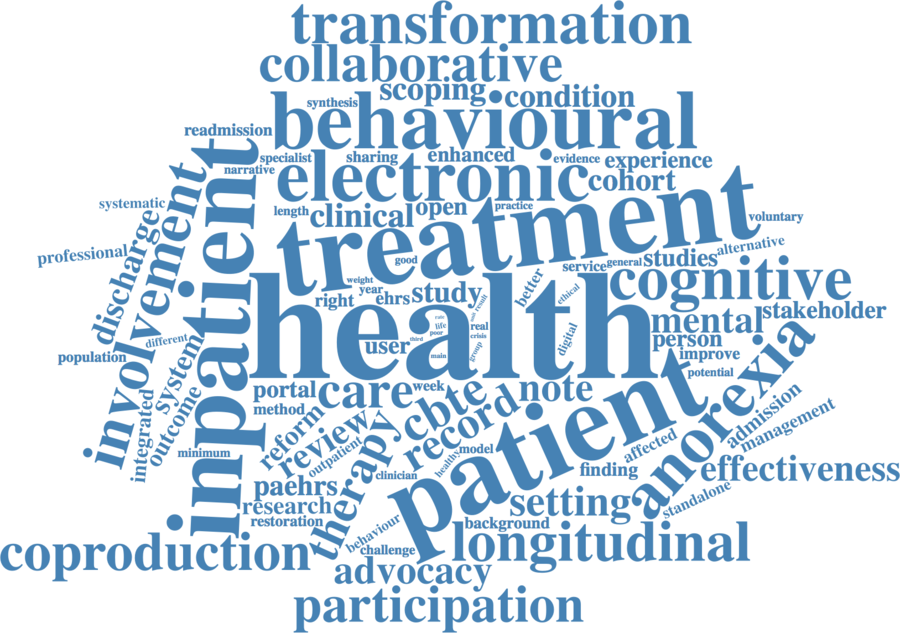 transformation
collaborative
scoping
condition
synthesis
behavioural
readmission
specialist
sharing
enhanced
evidence
experience
narrative
electronic
cohort
systematic
length
clinical
open
practice
treatment
voluntary
professional
discharge
involvement
inpatient
good
service
general
studies
alternative
weight
year
right
ehrs
study
health
better
ethical
cognitive
mental
stakeholder
population
different
system
user
life
poor
third
real
crisis
result
main
group
digital
person
improve
potential
integrated
outcome
portal
care
week
method
cbte
record
note
patient
anorexia
admission
management
minimum
reform
review
outpatient
therapy
clinician
healthy
model
affected
finding
effectiveness
paehrs
research
restoration
setting
standalone
behaviour
challenge
background
longitudinal
coproduction
advocacy
participation